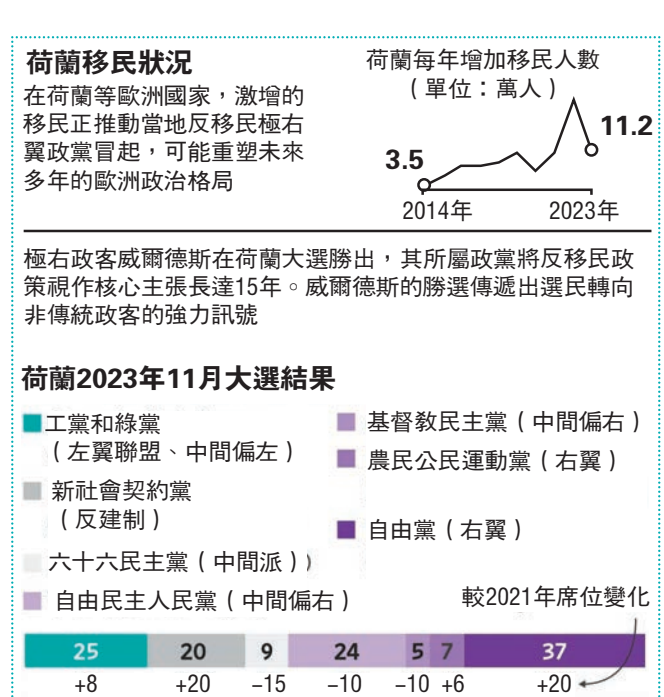 荷蘭移民狀況
在荷蘭等歐洲國家，激增的
移民正推動當地反移民極右
翼政黨冒起，可能重塑未來
多年的歐洲政治格局
荷蘭每年增加移民人數
（單位：萬人）
11.2
3.5
2014年 2023年
極右政客威爾德斯在荷蘭大選勝出，其所屬政黨將反移民政
策視作核心主張長達15年。威爾德斯的勝選傳遞出選民轉向
非傳統政客的強力訊號
荷蘭2023年11月大選結果
工黨和綠黨
（左翼聯盟、中間偏左）
新社會契約黨
（反建制）
六十六民主黨（中間派））
自由民主人民黨（中間偏右）
基督教民主黨（中間偏右）
農民公民運動黨（右翼）
自由黨（右翼）
較2021年席位變化
25 20 9 24 5 7 37
+8 +20 −15 −10 −10 +6 +20